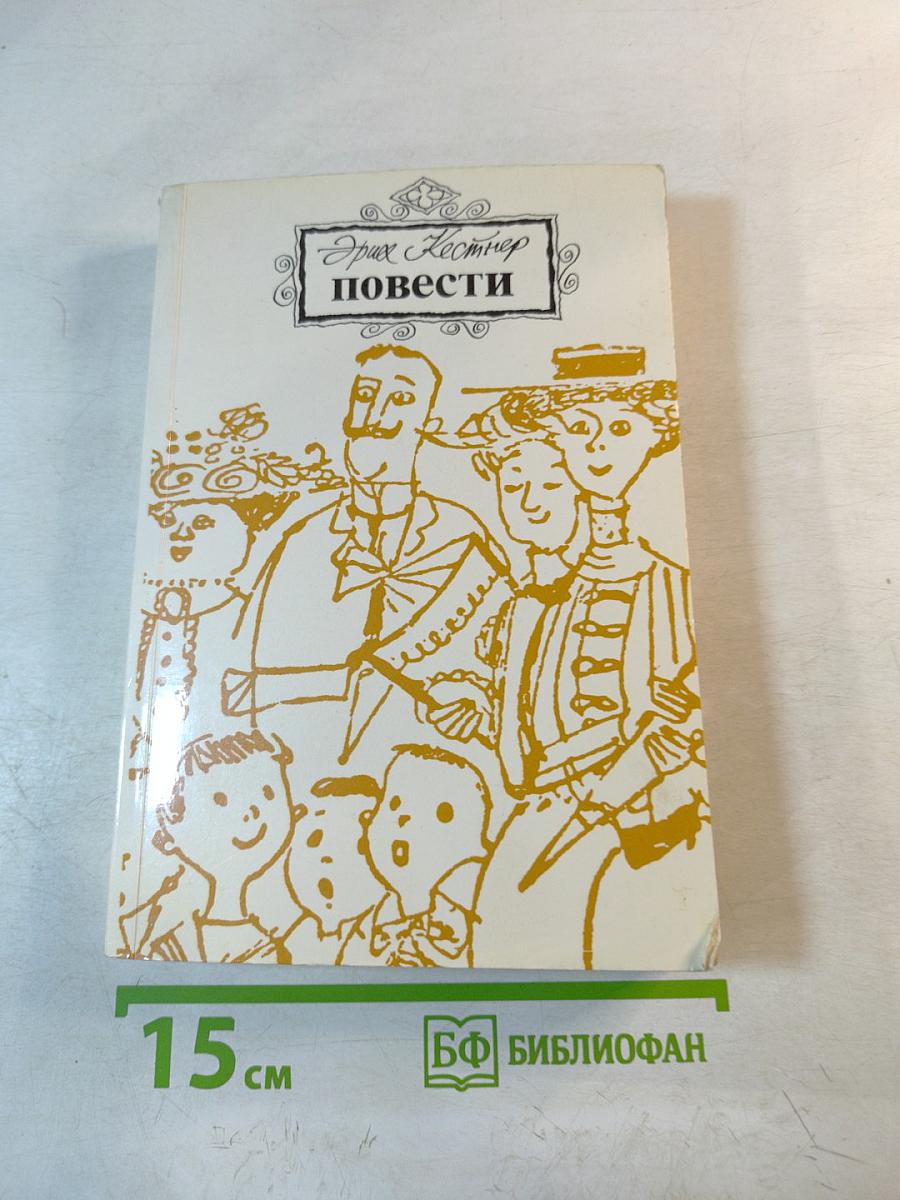 Эрих Кестнер
повести
15 см
БФ БИБЛИОФАН